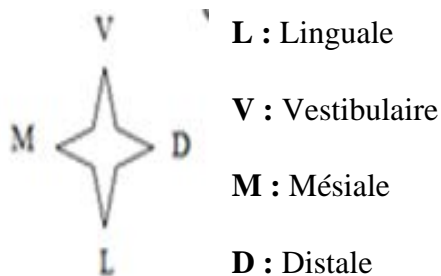 V
M
D
L
L : Linguale
V : Vestibulaire
M : Mésiale
D : Distale